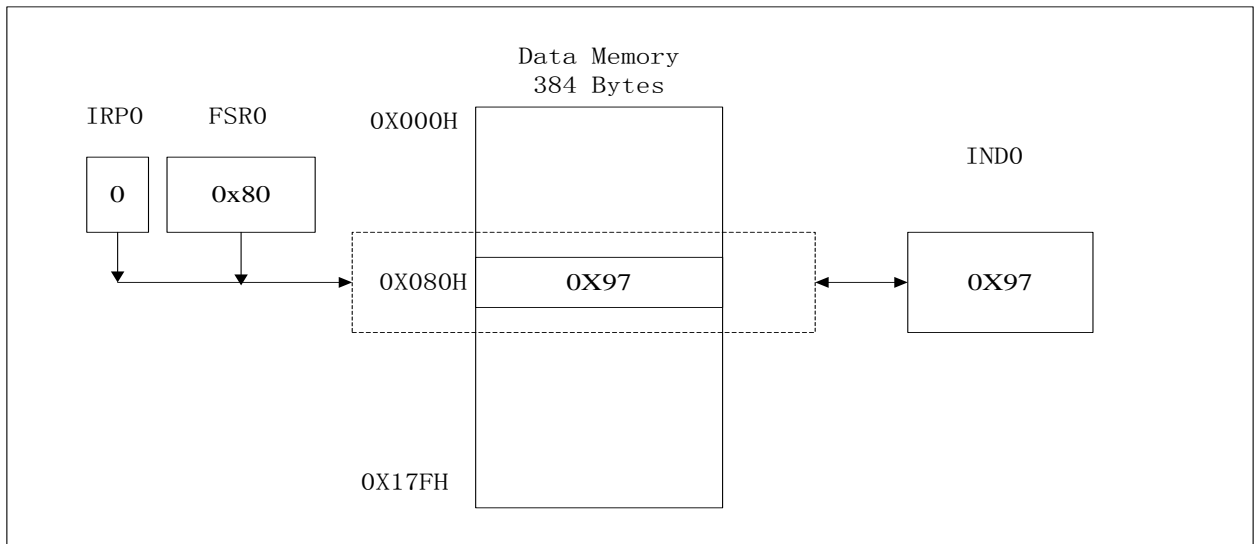 Data Memory
384 Bytes
IRP0
FSR0
0X000H
IND0
0
0x80
0X080H
0X97
0X97
0X17FH